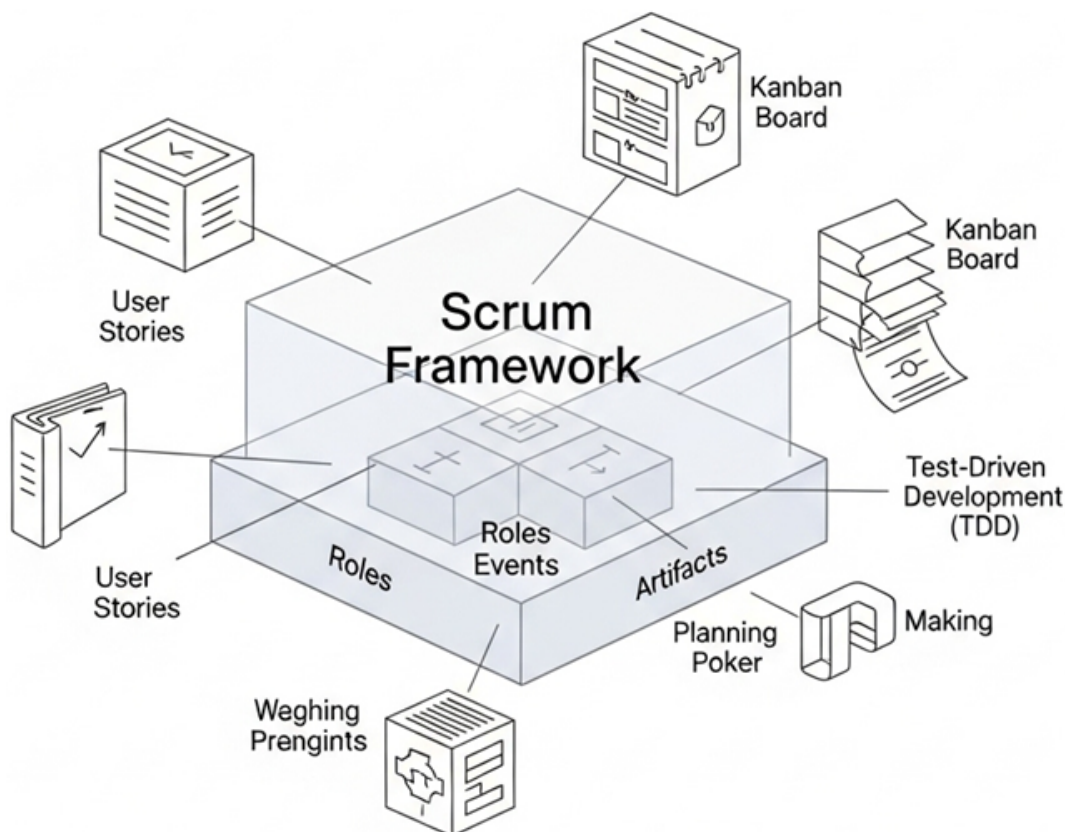 Kanban
Board
Kanban
Board
User
Stories
Scrum
Framework
Test-Driven
Development
(TDD)
Roles
Events
Roles
Artifacts
User
Stories
Planning
Poker
Making
Weghing
Prengints